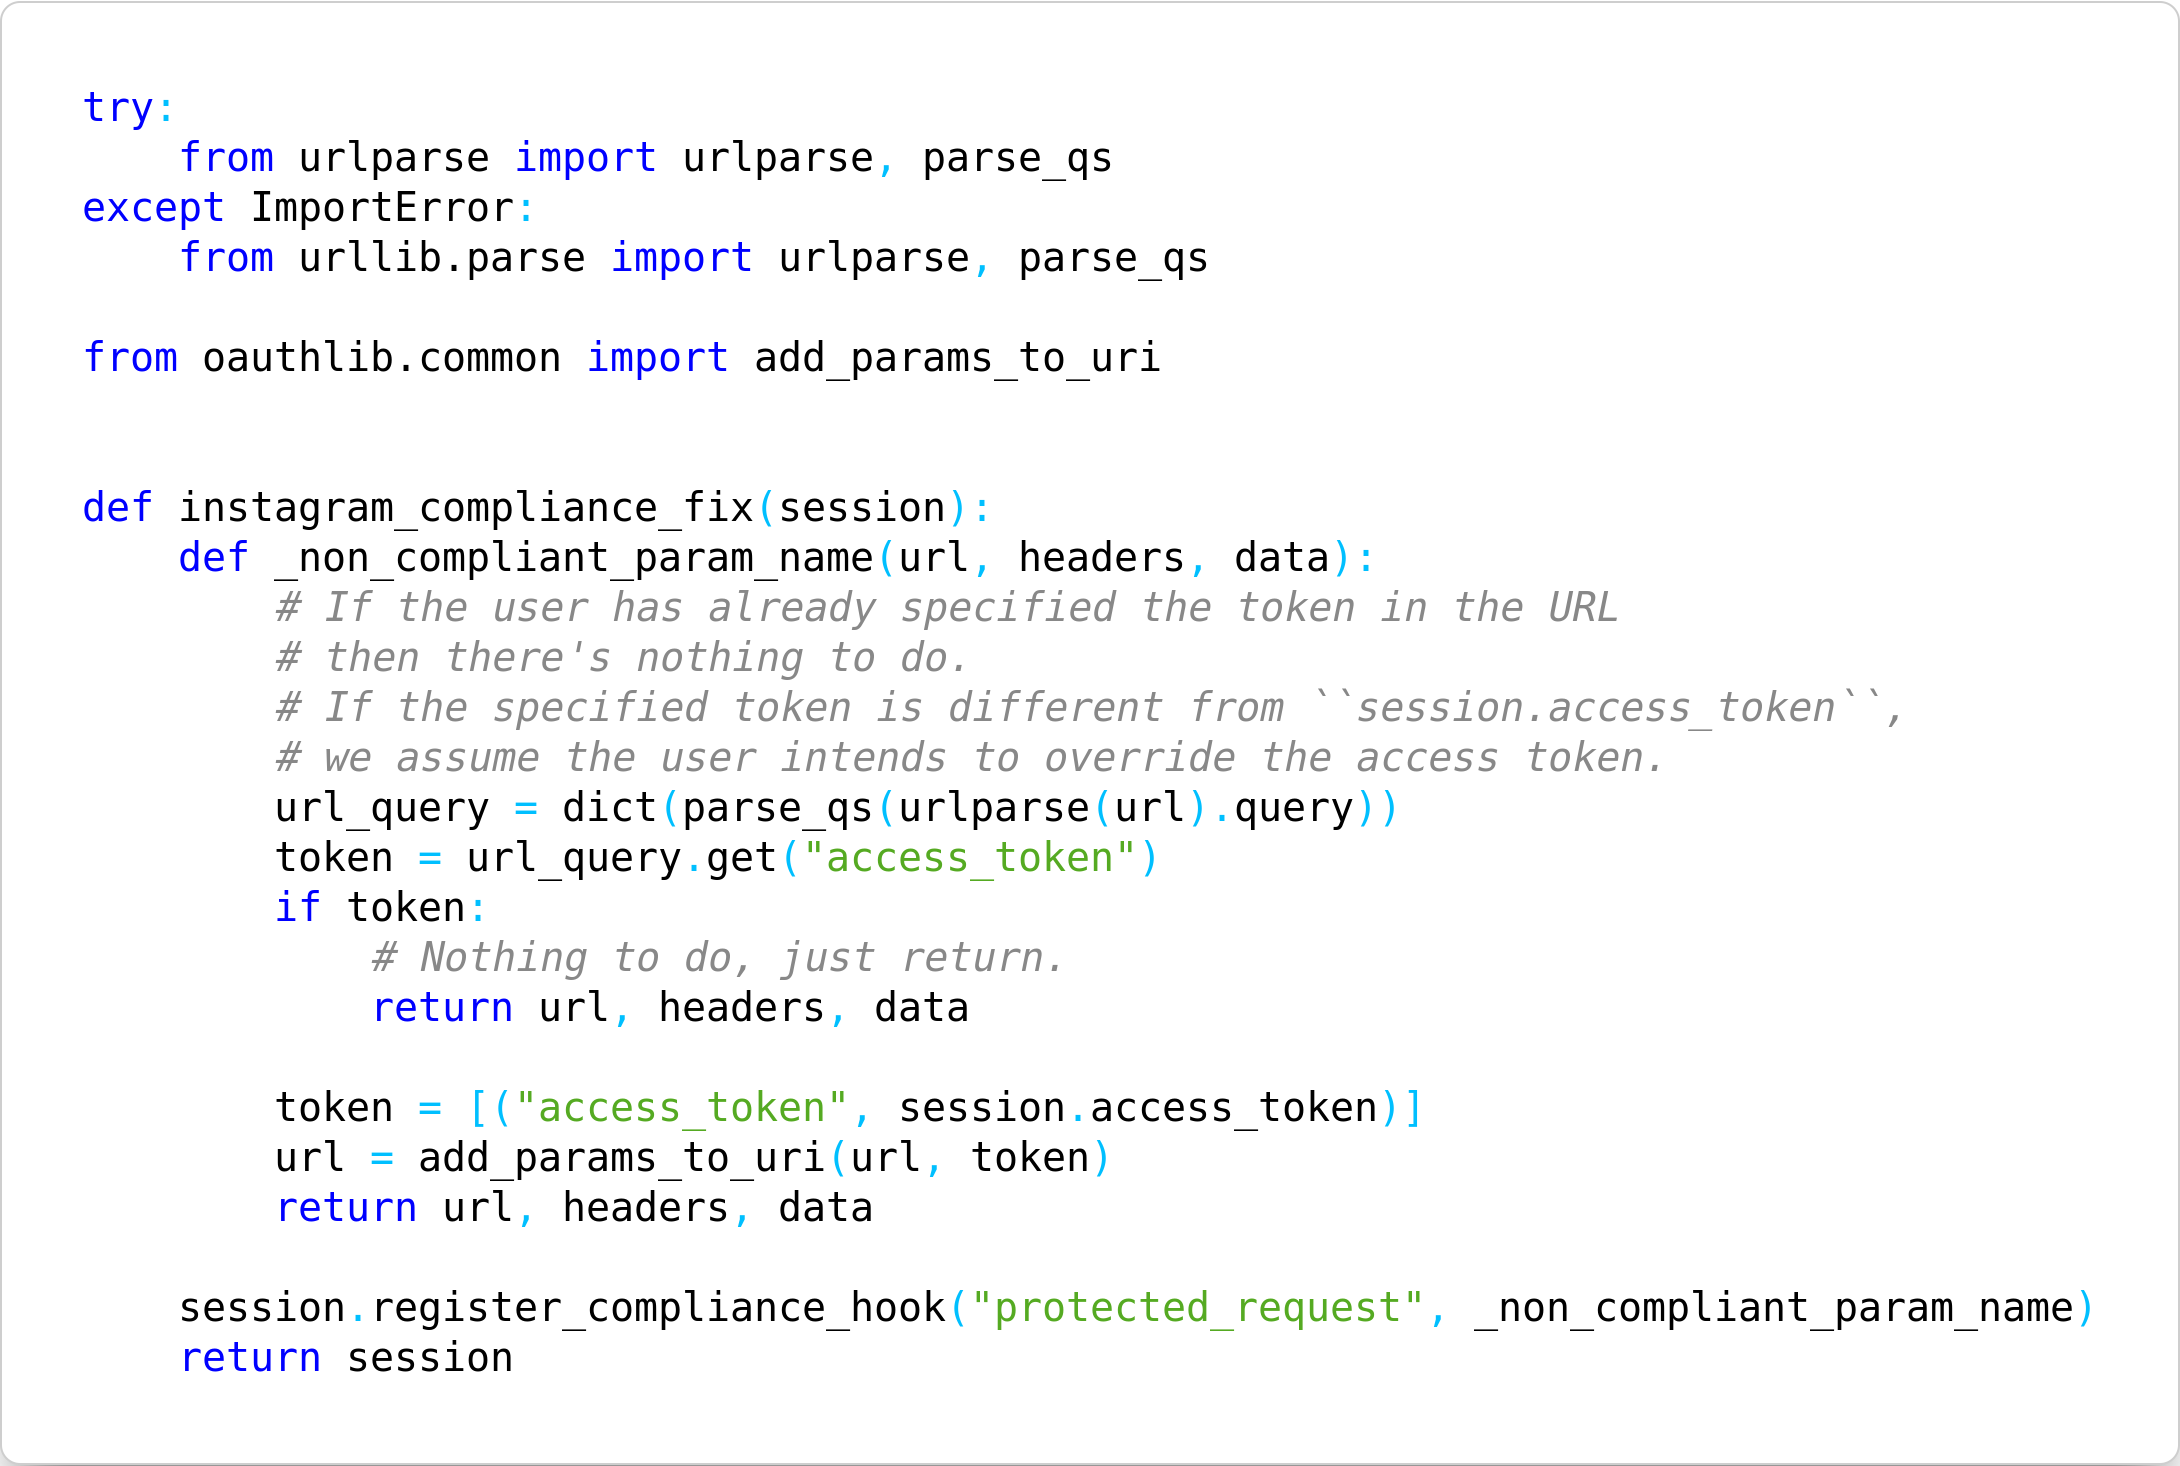 try:
    from urlparse import urlparse, parse_qs
except ImportError:
    from urllib.parse import urlparse, parse_qs

from oauthlib.common import add_params_to_uri


def instagram_compliance_fix(session):
    def _non_compliant_param_name(url, headers, data):
        # If the user has already specified the token in the URL
        # then there's nothing to do.
        # If the specified token is different from ``session.access_token``,
        # we assume the user intends to override the access token.
        url_query = dict(parse_qs(urlparse(url).query))
        token = url_query.get("access_token")
        if token:
            # Nothing to do, just return.
            return url, headers, data

        token = [("access_token", session.access_token)]
        url = add_params_to_uri(url, token)
        return url, headers, data

    session.register_compliance_hook("protected_request", _non_compliant_param_name)
    return session